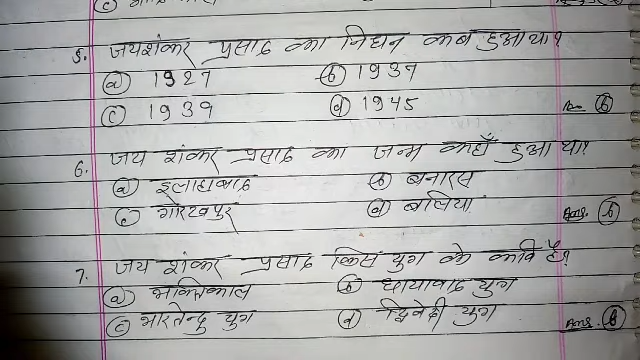 5. जयशंकर प्रसाद का निधन कब हुआ था?
(a) 1927 (b) 1937
(c) 1939 (d) 1945 Ans (b)
6. जय शंकर प्रसाद का जन्म कहाँ हुआ था?
(a) इलाहाबाद (b) बनारस
(c) गोरखपुर (d) बलिया Ans. (b)
7. जय शंकर प्रसाद किस युग के कवि है?
(a) भक्तिकाल (b) छायावाद युग
(c) भारतेन्दु युग (d) द्विवेदी युग Ans. (b)